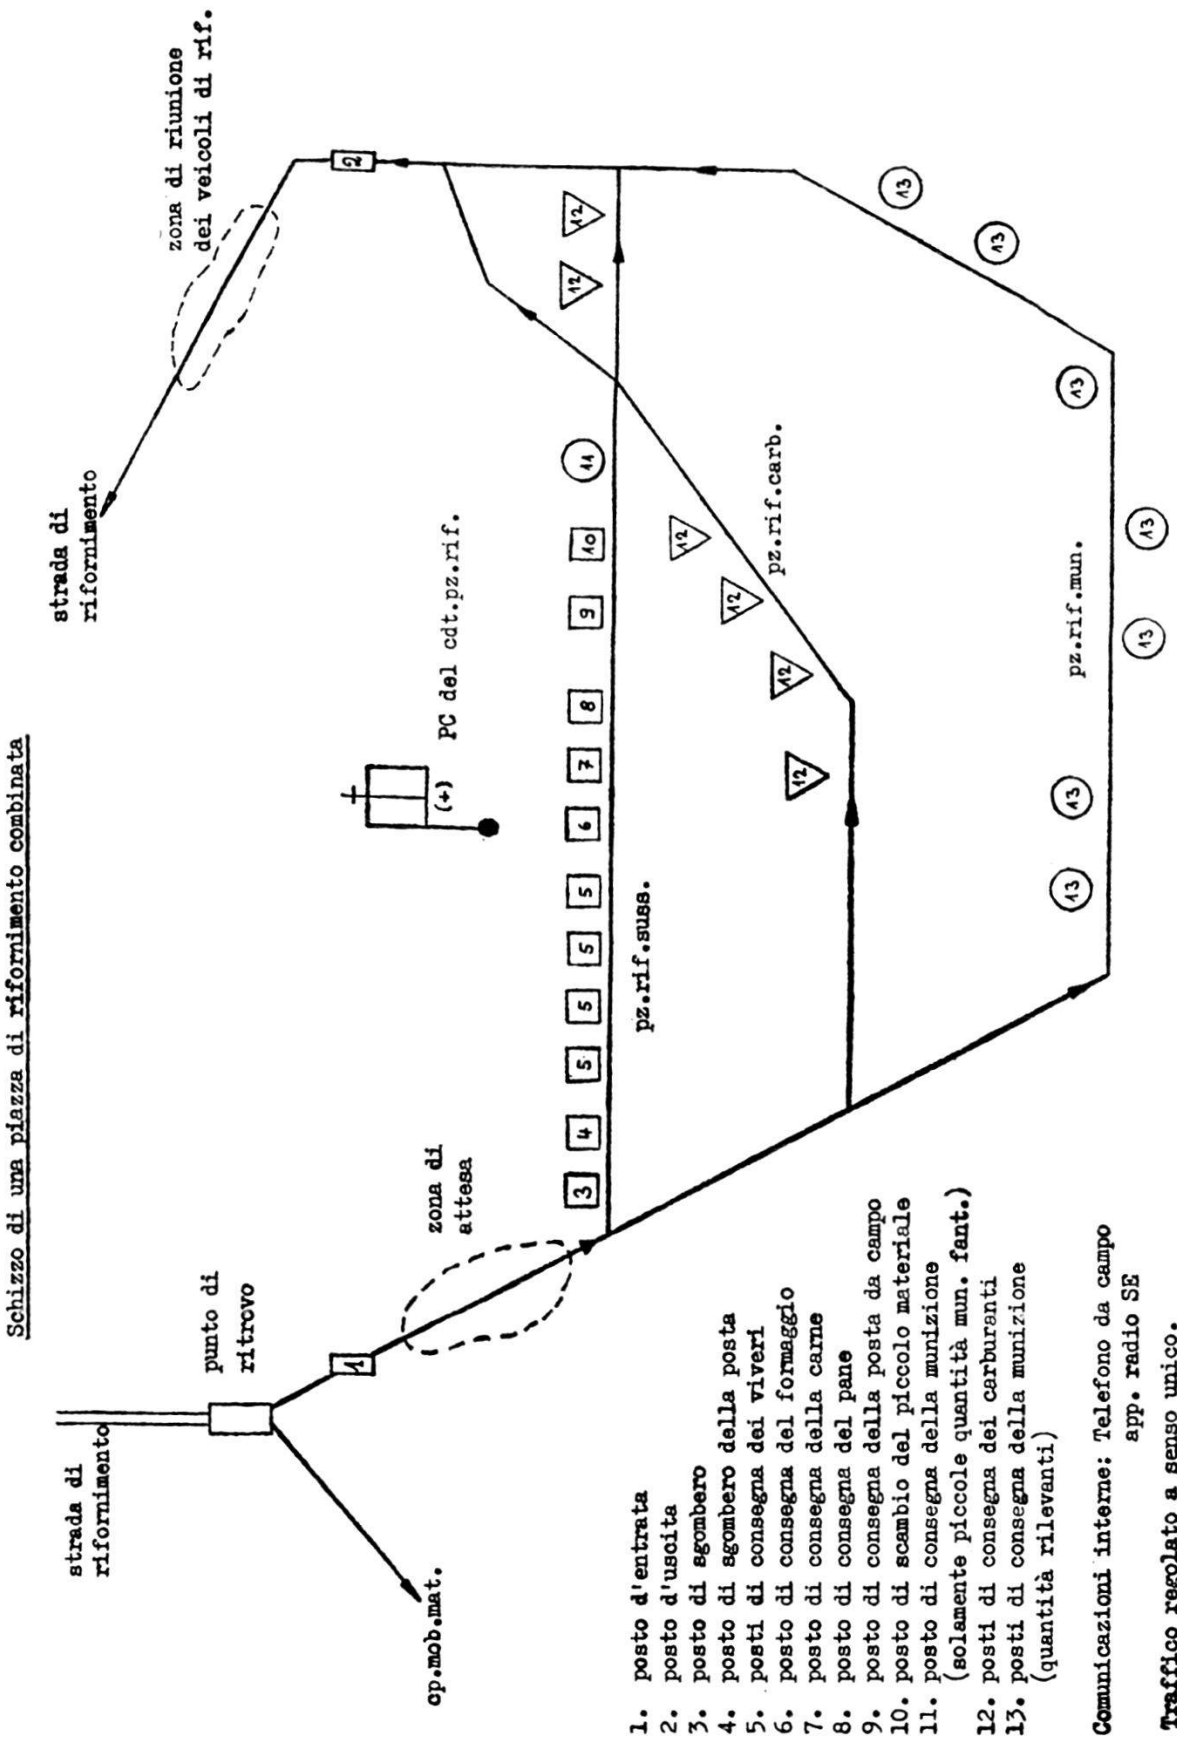 Schizzo di una piazza di rifornimento combinata
strada di
rifornimento
punto di
ritrovo
cp.mob.mat.
1
zona di
attesa
strada di
rifornimento
zona di riunione
dei veicoli di rif.
2
PC del cdt.pz.rif.
(+)
3
4
5
5
5
5
6
7
8
9
10
11
12
12
pz.rif.suss.
12
12
12
12
pz.rif.carb.
13
13
13
13
13
13
13
pz.rif.mun.
1. posto d'entrata
2. posto d'uscita
3. posto di sgombero
4. posto di sgombero della posta
5. posti di consegna dei viveri
6. posto di consegna del formaggio
7. posto di consegna della carne
8. posto di consegna del pane
9. posto di consegna della posta da campo
10. posto di scambio del piccolo materiale
11. posto di consegna della munizione
(solamente piccole quantità mun. fant.)
12. posti di consegna dei carburanti
13. posti di consegna della munizione
(quantità rilevanti)
Comunicazioni interne: Telefono da campo
app. radio SE
Traffico regolato a senso unico.